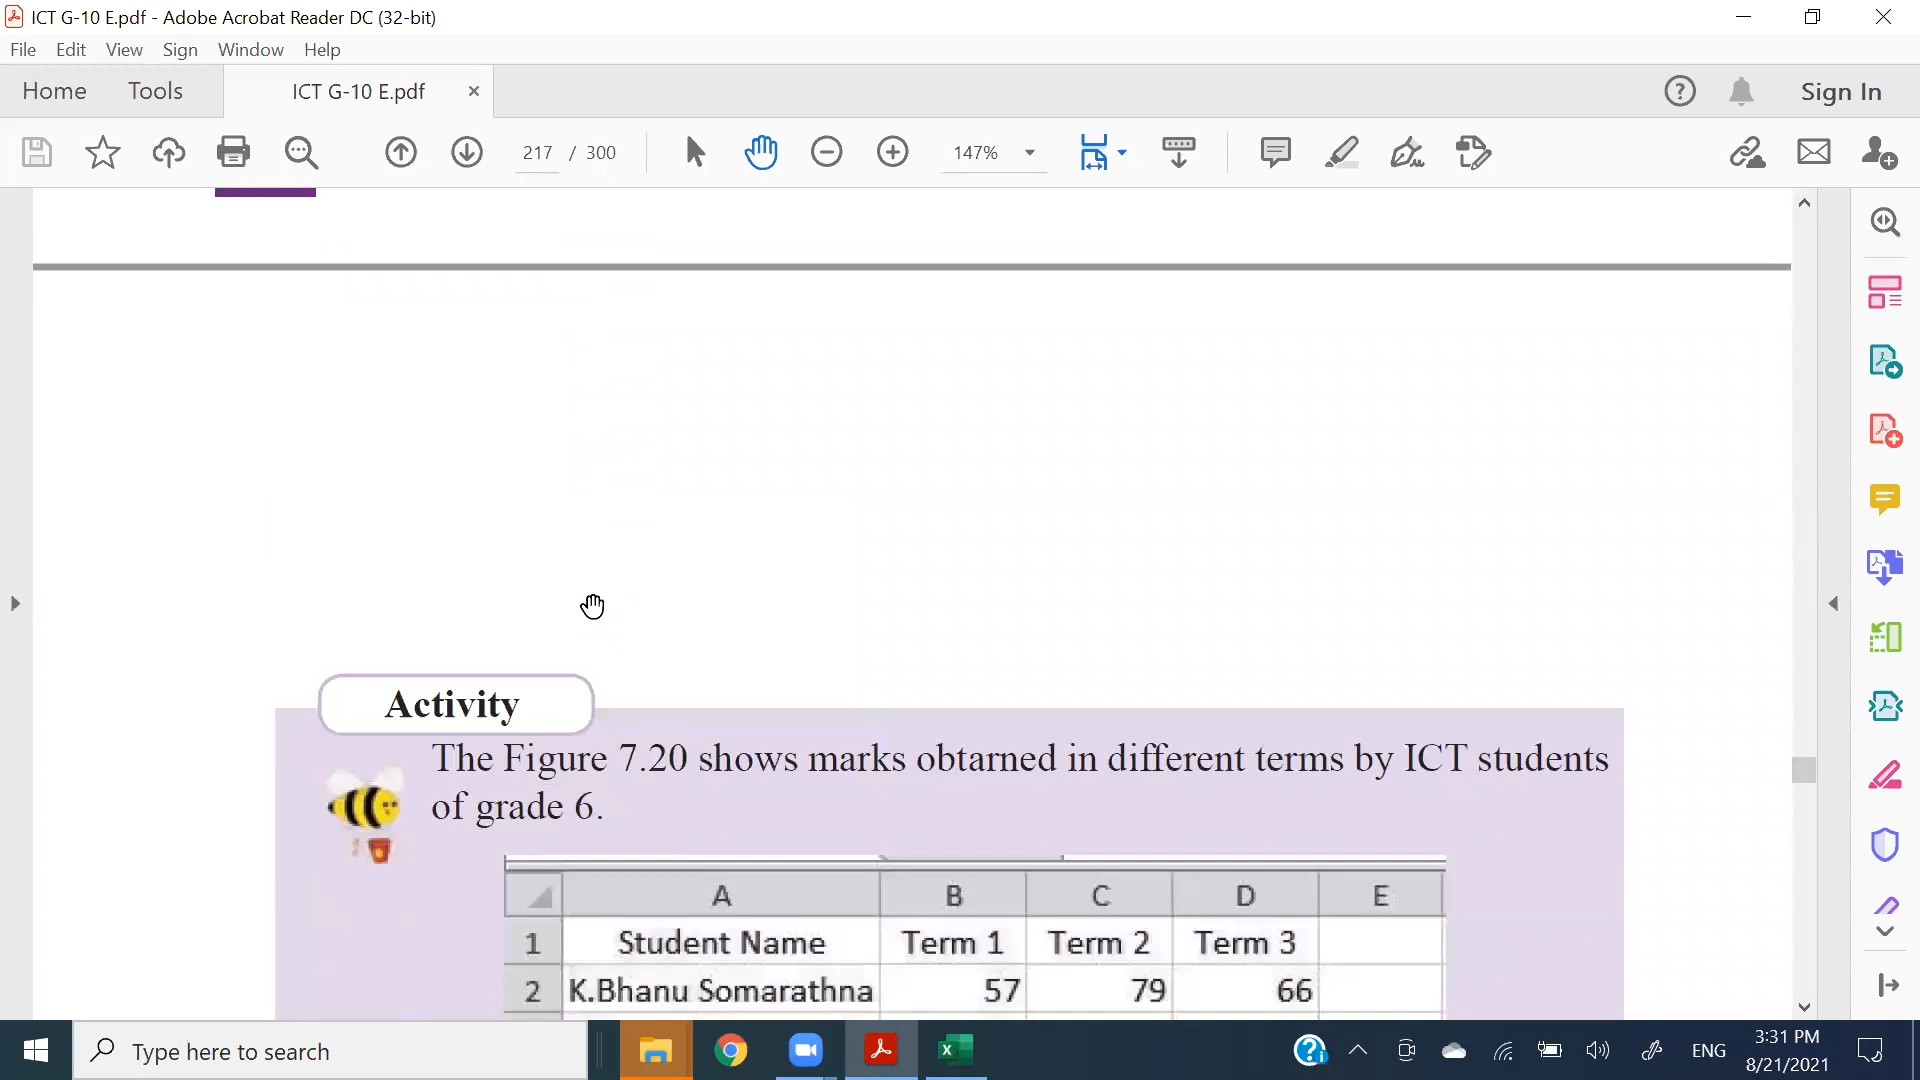 ICT G-10 E.pdf - Adobe Acrobat Reader DC (32-bit)
File Edit View Sign Window Help
Home Tools ICT G-10 E.pdf Sign In
217 / 300 147%
Activity
The Figure 7.20 shows marks obtarned in different terms by ICT students
of grade 6.
A B C D E
1 Student Name Term 1 Term 2 Term 3
2 K.Bhanu Somarathna 57 79 66
Type here to search
ENG
3:31 PM
8/21/2021